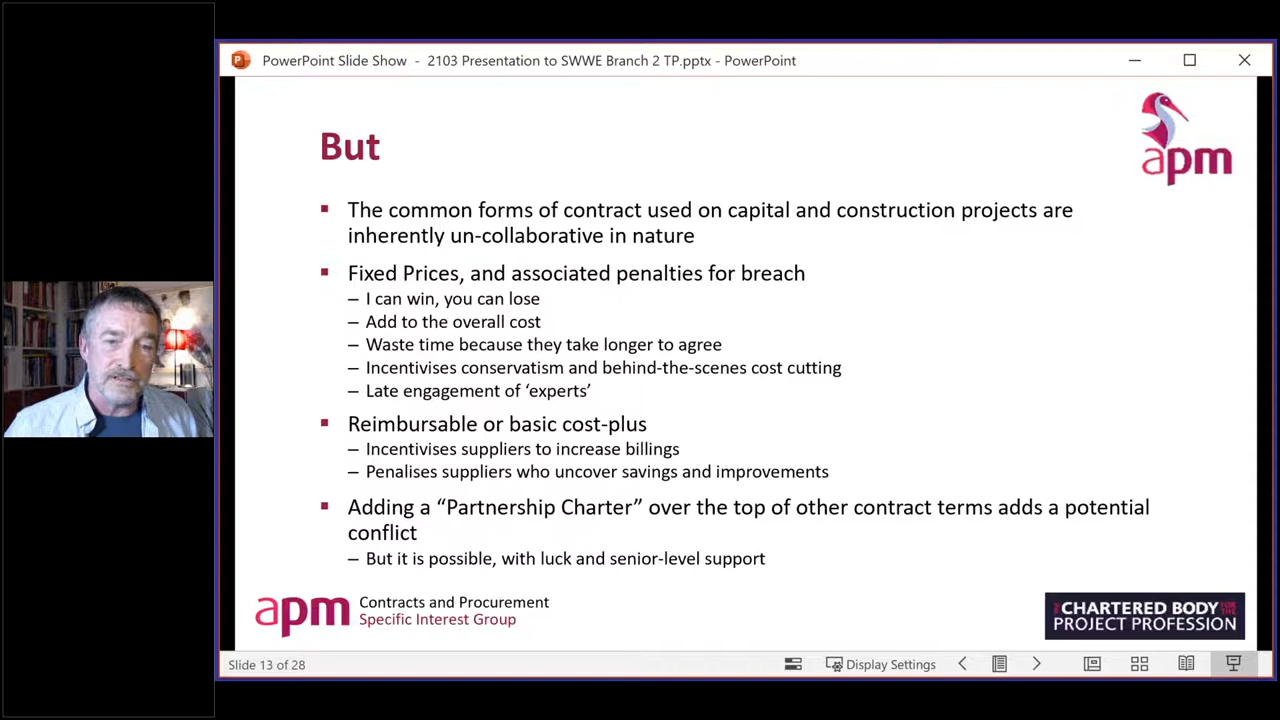 PowerPoint Slide Show - 2103 Presentation to SWWE Branch 2 TP.pptx - PowerPoint
apm
But
▪ The common forms of contract used on capital and construction projects are
inherently un-collaborative in nature
▪ Fixed Prices, and associated penalties for breach
– I can win, you can lose
– Add to the overall cost
– Waste time because they take longer to agree
– Incentivises conservatism and behind-the-scenes cost cutting
– Late engagement of ‘experts’
▪ Reimbursable or basic cost-plus
– Incentivises suppliers to increase billings
– Penalises suppliers who uncover savings and improvements
▪ Adding a “Partnership Charter” over the top of other contract terms adds a potential
conflict
– But it is possible, with luck and senior-level support
apm
Contracts and Procurement
Specific Interest Group
CHARTERED BODY FOR THE
PROJECT PROFESSION
Slide 13 of 28
Display Settings